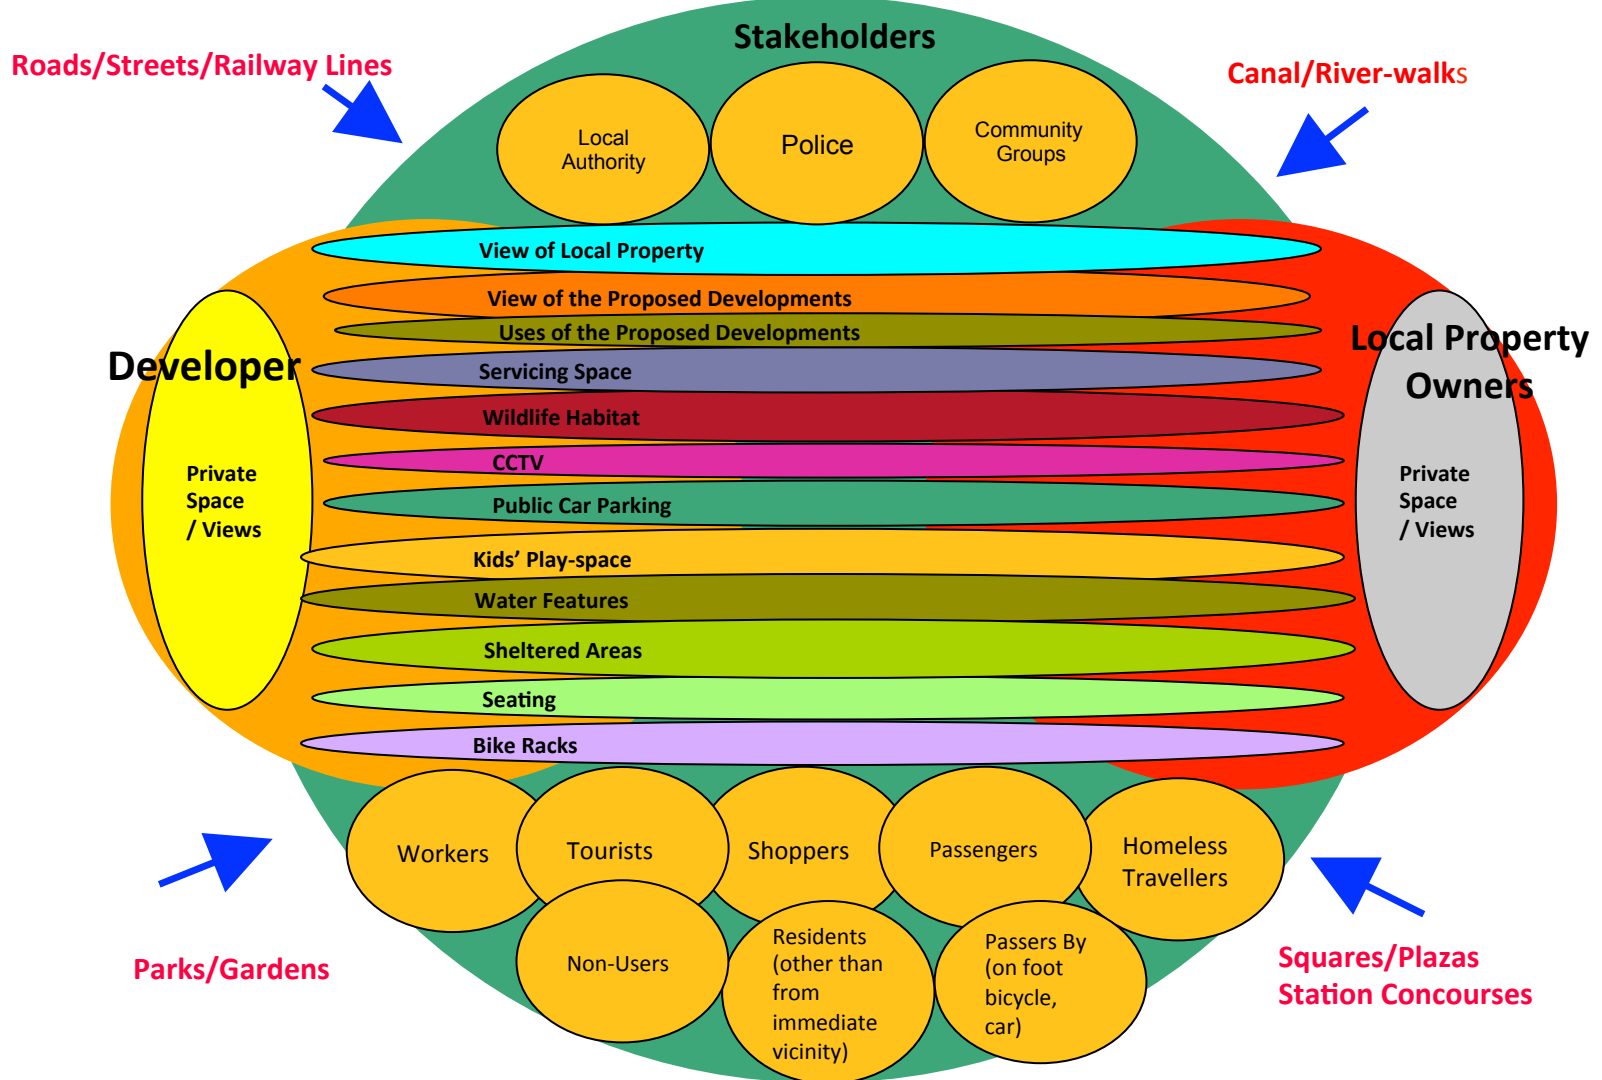 Stakeholders
Roads/Streets/Railway Lines
Canal/River-walks
Local
Authority
Police
Community
Groups
View of Local Property
View of the Proposed Developments
Uses of the Proposed Developments
Servicing Space
Wildlife Habitat
CCTV
Public Car Parking
Kids’ Play-space
Water Features
Sheltered Areas
Seating
Bike Racks
Developer
Private
Space
/ Views
Local Property
Owners
Private
Space
/ Views
Workers
Tourists
Shoppers
Passengers
Homeless
Travellers
Non-Users
Residents
(other than
from
immediate
vicinity)
Passers By
(on foot
bicycle,
car)
Parks/Gardens
Squares/Plazas
Station Concourses